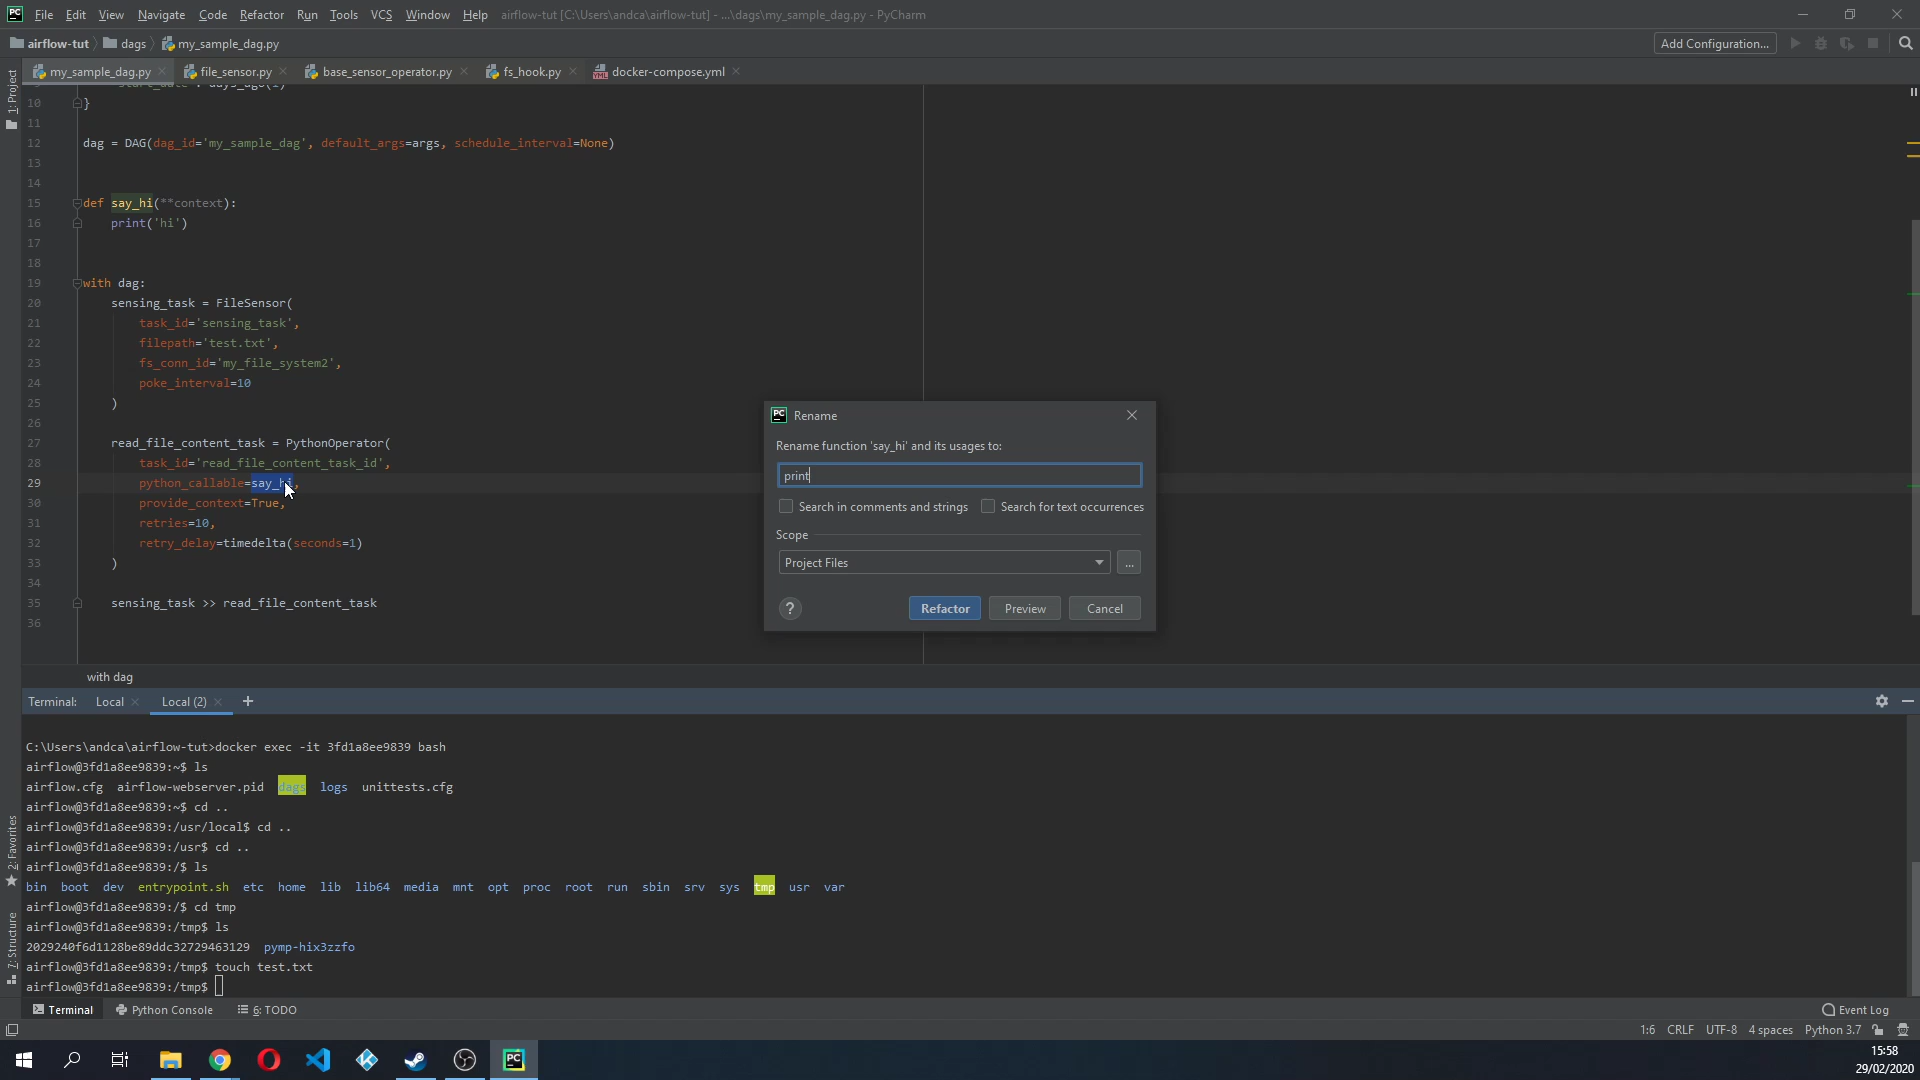 PC File Edit View Navigate Code Refactor Run Tools VCS Window Help airflow-tut [C:\Users\andca\airflow-tut] - ...\dags\my_sample_dag.py - PyCharm
airflow-tut dags my_sample_dag.py Add Configuration...
my_sample_dag.py file_sensor.py base_sensor_operator.py fs_hook.py docker-compose.yml
1: Project
10 }
11
12 dag = DAG(dag_id='my_sample_dag', default_args=args, schedule_interval=None)
13
14
15 def say_hi(**context):
16 print('hi')
17
18
19 with dag:
20 sensing_task = FileSensor(
21 task_id='sensing_task',
22 filepath='test.txt',
23 fs_conn_id='my_file_system2',
24 poke_interval=10
25 )
26
27 read_file_content_task = PythonOperator(
28 task_id='read_file_content_task_id',
29 python_callable=say_hi,
30 provide_context=True,
31 retries=10,
32 retry_delay=timedelta(seconds=1)
33 )
34
35 sensing_task >> read_file_content_task
36
with dag
PC Rename
Rename function 'say_hi' and its usages to:
print
Search in comments and strings Search for text occurrences
Scope
Project Files ...
? Refactor Preview Cancel
Terminal: Local Local (2) +
C:\Users\andca\airflow-tut>docker exec -it 3fd1a8ee9839 bash
airflow@3fd1a8ee9839:~$ ls
airflow.cfg airflow-webserver.pid dags logs unittests.cfg
airflow@3fd1a8ee9839:~$ cd ..
airflow@3fd1a8ee9839:/usr/local$ cd ..
airflow@3fd1a8ee9839:/usr$ cd ..
airflow@3fd1a8ee9839:/$ ls
bin boot dev entrypoint.sh etc home lib lib64 media mnt opt proc root run sbin srv sys tmp usr var
airflow@3fd1a8ee9839:/$ cd tmp
airflow@3fd1a8ee9839:/tmp$ ls
2029240f6d1128be89ddc32729463129 pymp-hix3zzfo
airflow@3fd1a8ee9839:/tmp$ touch test.txt
airflow@3fd1a8ee9839:/tmp$
2: Favorites
7: Structure
Terminal Python Console 6: TODO Event Log
1:6 CRLF UTF-8 4 spaces Python 3.7
PC
15:58
29/02/2020